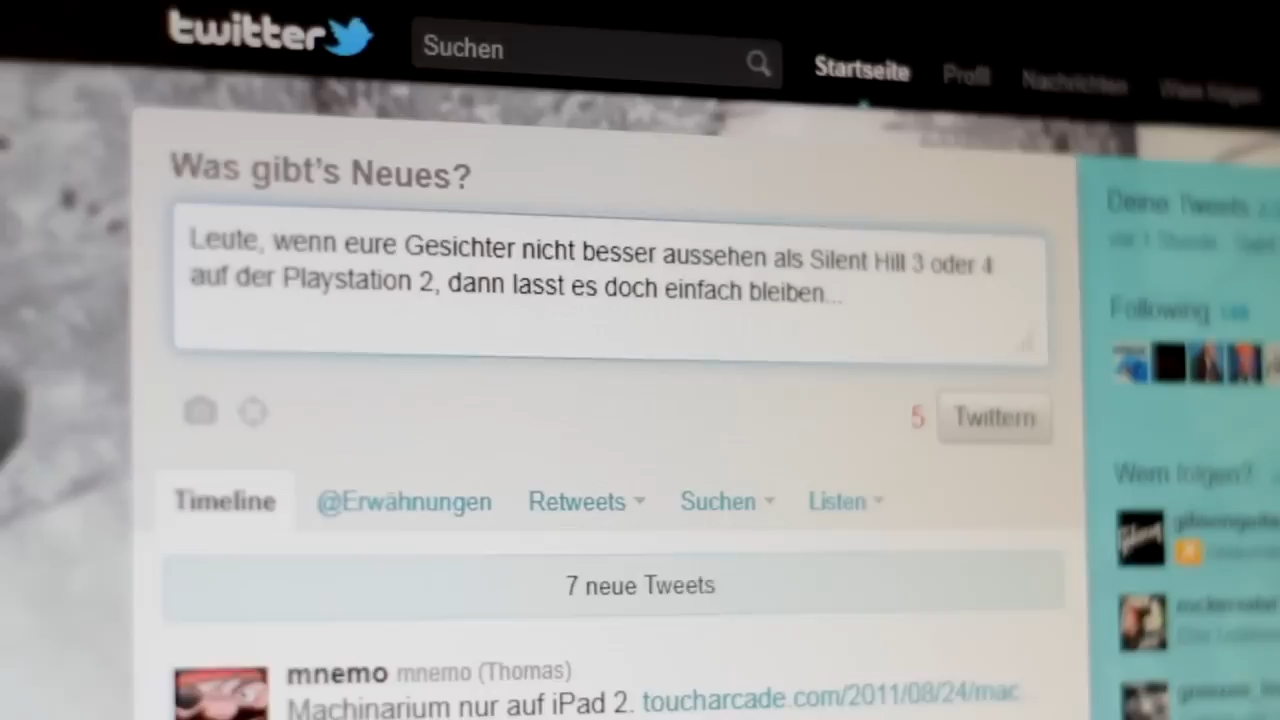 twitter
Suchen
Startseite Profil Nachrichten Wem folgen
Was gibt's Neues?
Leute, wenn eure Gesichter nicht besser aussehen als Silent Hill 3 oder 4
auf der Playstation 2, dann lasst es doch einfach bleiben...
5 Twittern
Timeline @Erwähnungen Retweets Suchen Listen
7 neue Tweets
mnemo mnemo (Thomas)
Machinarium nur auf iPad 2. toucharcade.com/2011/08/24/mac
Deine Tweets
Following
Wem folgen?